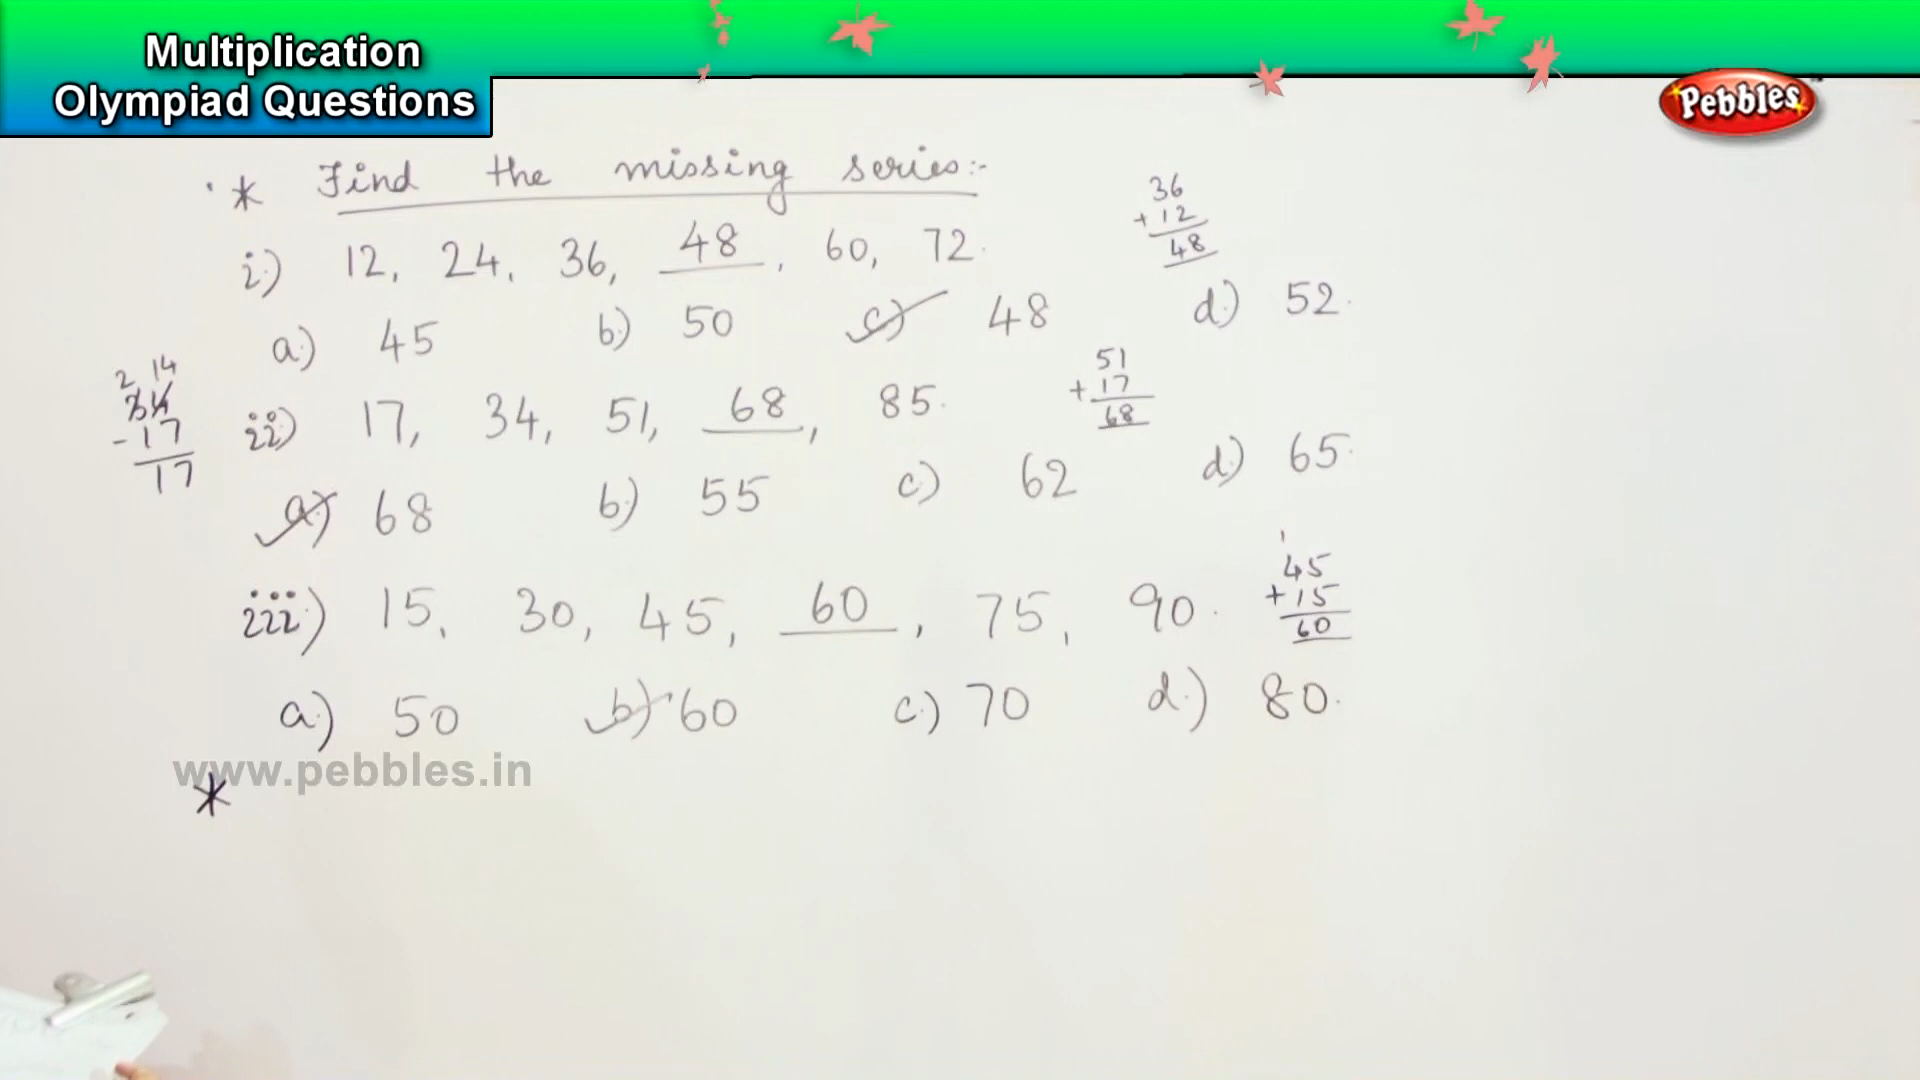 Multiplication
Olympiad Questions
Pebbles
* Find the missing series:-
36
+12
48
i) 12, 24, 36, 48, 60, 72.
a) 45 b) 50 c) 48 d) 52.
2 14
34
-17
17
51
+17
68
ii) 17, 34, 51, 68, 85.
a) 68 b) 55 c) 62 d) 65.
1
45
+15
60
iii) 15, 30, 45, 60, 75, 90.
a) 50 b) 60 c) 70 d) 80.
www.pebbles.in
*